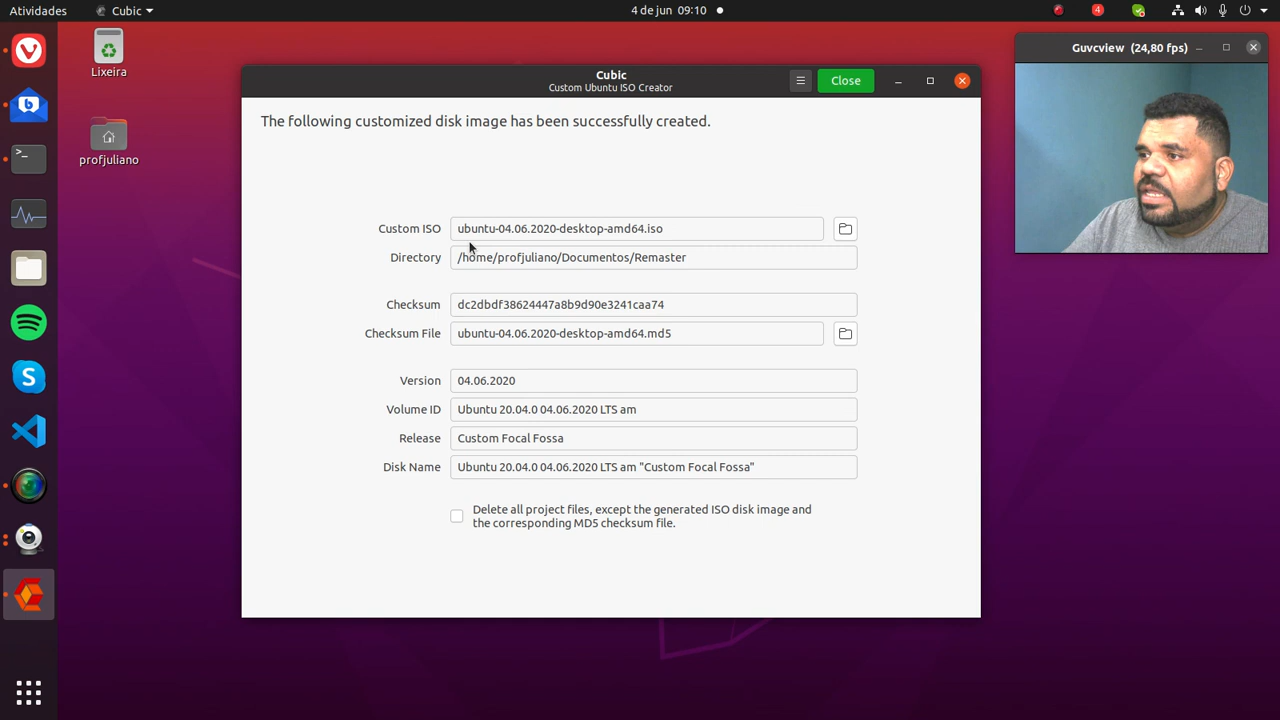 Atividades
Cubic
4 de jun 09:10
4
Lixeira
profjuliano
Cubic
Custom Ubuntu ISO Creator
Close
Guvcview (24,80 fps)
The following customized disk image has been successfully created.
Custom ISO ubuntu-04.06.2020-desktop-amd64.iso
Directory /home/profjuliano/Documentos/Remaster
Checksum dc2dbdf38624447a8b9d90e3241caa74
Checksum File ubuntu-04.06.2020-desktop-amd64.md5
Version 04.06.2020
Volume ID Ubuntu 20.04.0 04.06.2020 LTS am
Release Custom Focal Fossa
Disk Name Ubuntu 20.04.0 04.06.2020 LTS am "Custom Focal Fossa"
Delete all project files, except the generated ISO disk image and
the corresponding MD5 checksum file.